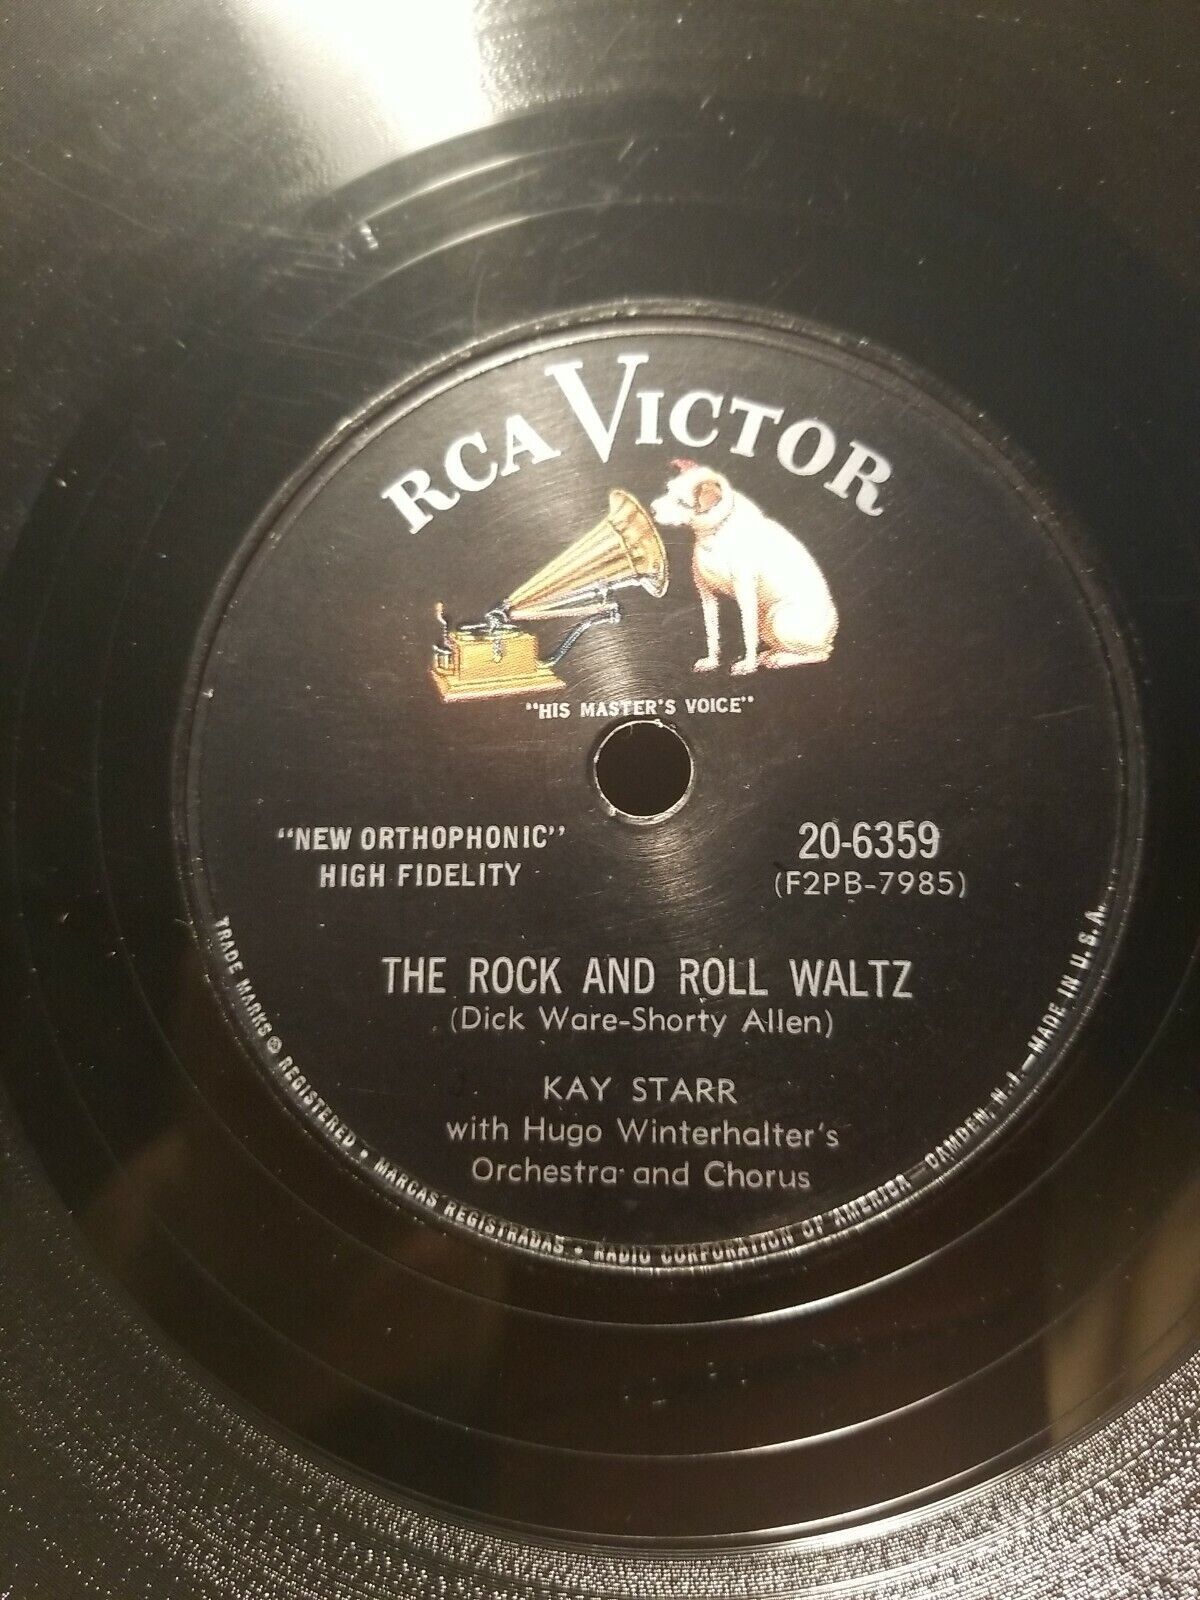 RCA VICTOR
"HIS MASTER'S VOICE"
"NEW ORTHOPHONIC"
HIGH FIDELITY
20-6359
(F2PB-7985)
THE ROCK AND ROLL WALTZ
(Dick Ware-Shorty Allen)
KAY STARR
with Hugo Winterhalter's
Orchestra and Chorus
TRADE MARKS ® REGISTERED • MARCAS REGISTRADAS • RADIO CORPORATION OF AMERICA—CAMDEN, N.J.—MADE IN U.S.A.